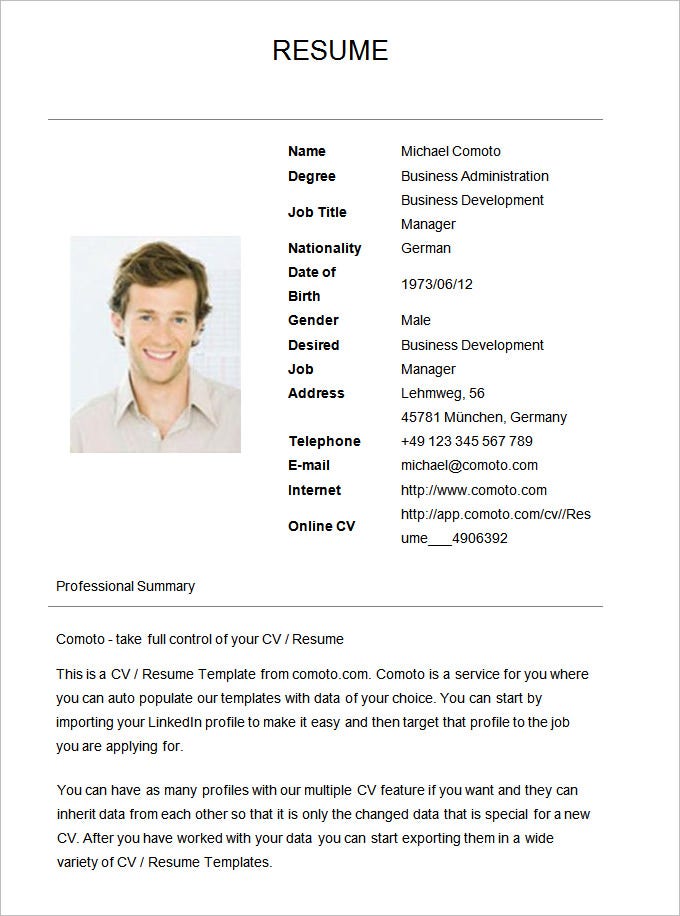 RESUME
Name Michael Comoto
Degree Business Administration
Job Title Business Development
Manager
Nationality German
Date of
Birth 1973/06/12
Gender Male
Desired Business Development
Job Manager
Address Lehmweg, 56
45781 München, Germany
Telephone +49 123 345 567 789
E-mail michael@comoto.com
Internet http://www.comoto.com
Online CV http://app.comoto.com/cv//Res
ume___4906392
Professional Summary
Comoto - take full control of your CV / Resume
This is a CV / Resume Template from comoto.com. Comoto is a service for you where
you can auto populate our templates with data of your choice. You can start by
importing your LinkedIn profile to make it easy and then target that profile to the job
you are applying for.
You can have as many profiles with our multiple CV feature if you want and they can
inherit data from each other so that it is only the changed data that is special for a new
CV. After you have worked with your data you can start exporting them in a wide
variety of CV / Resume Templates.